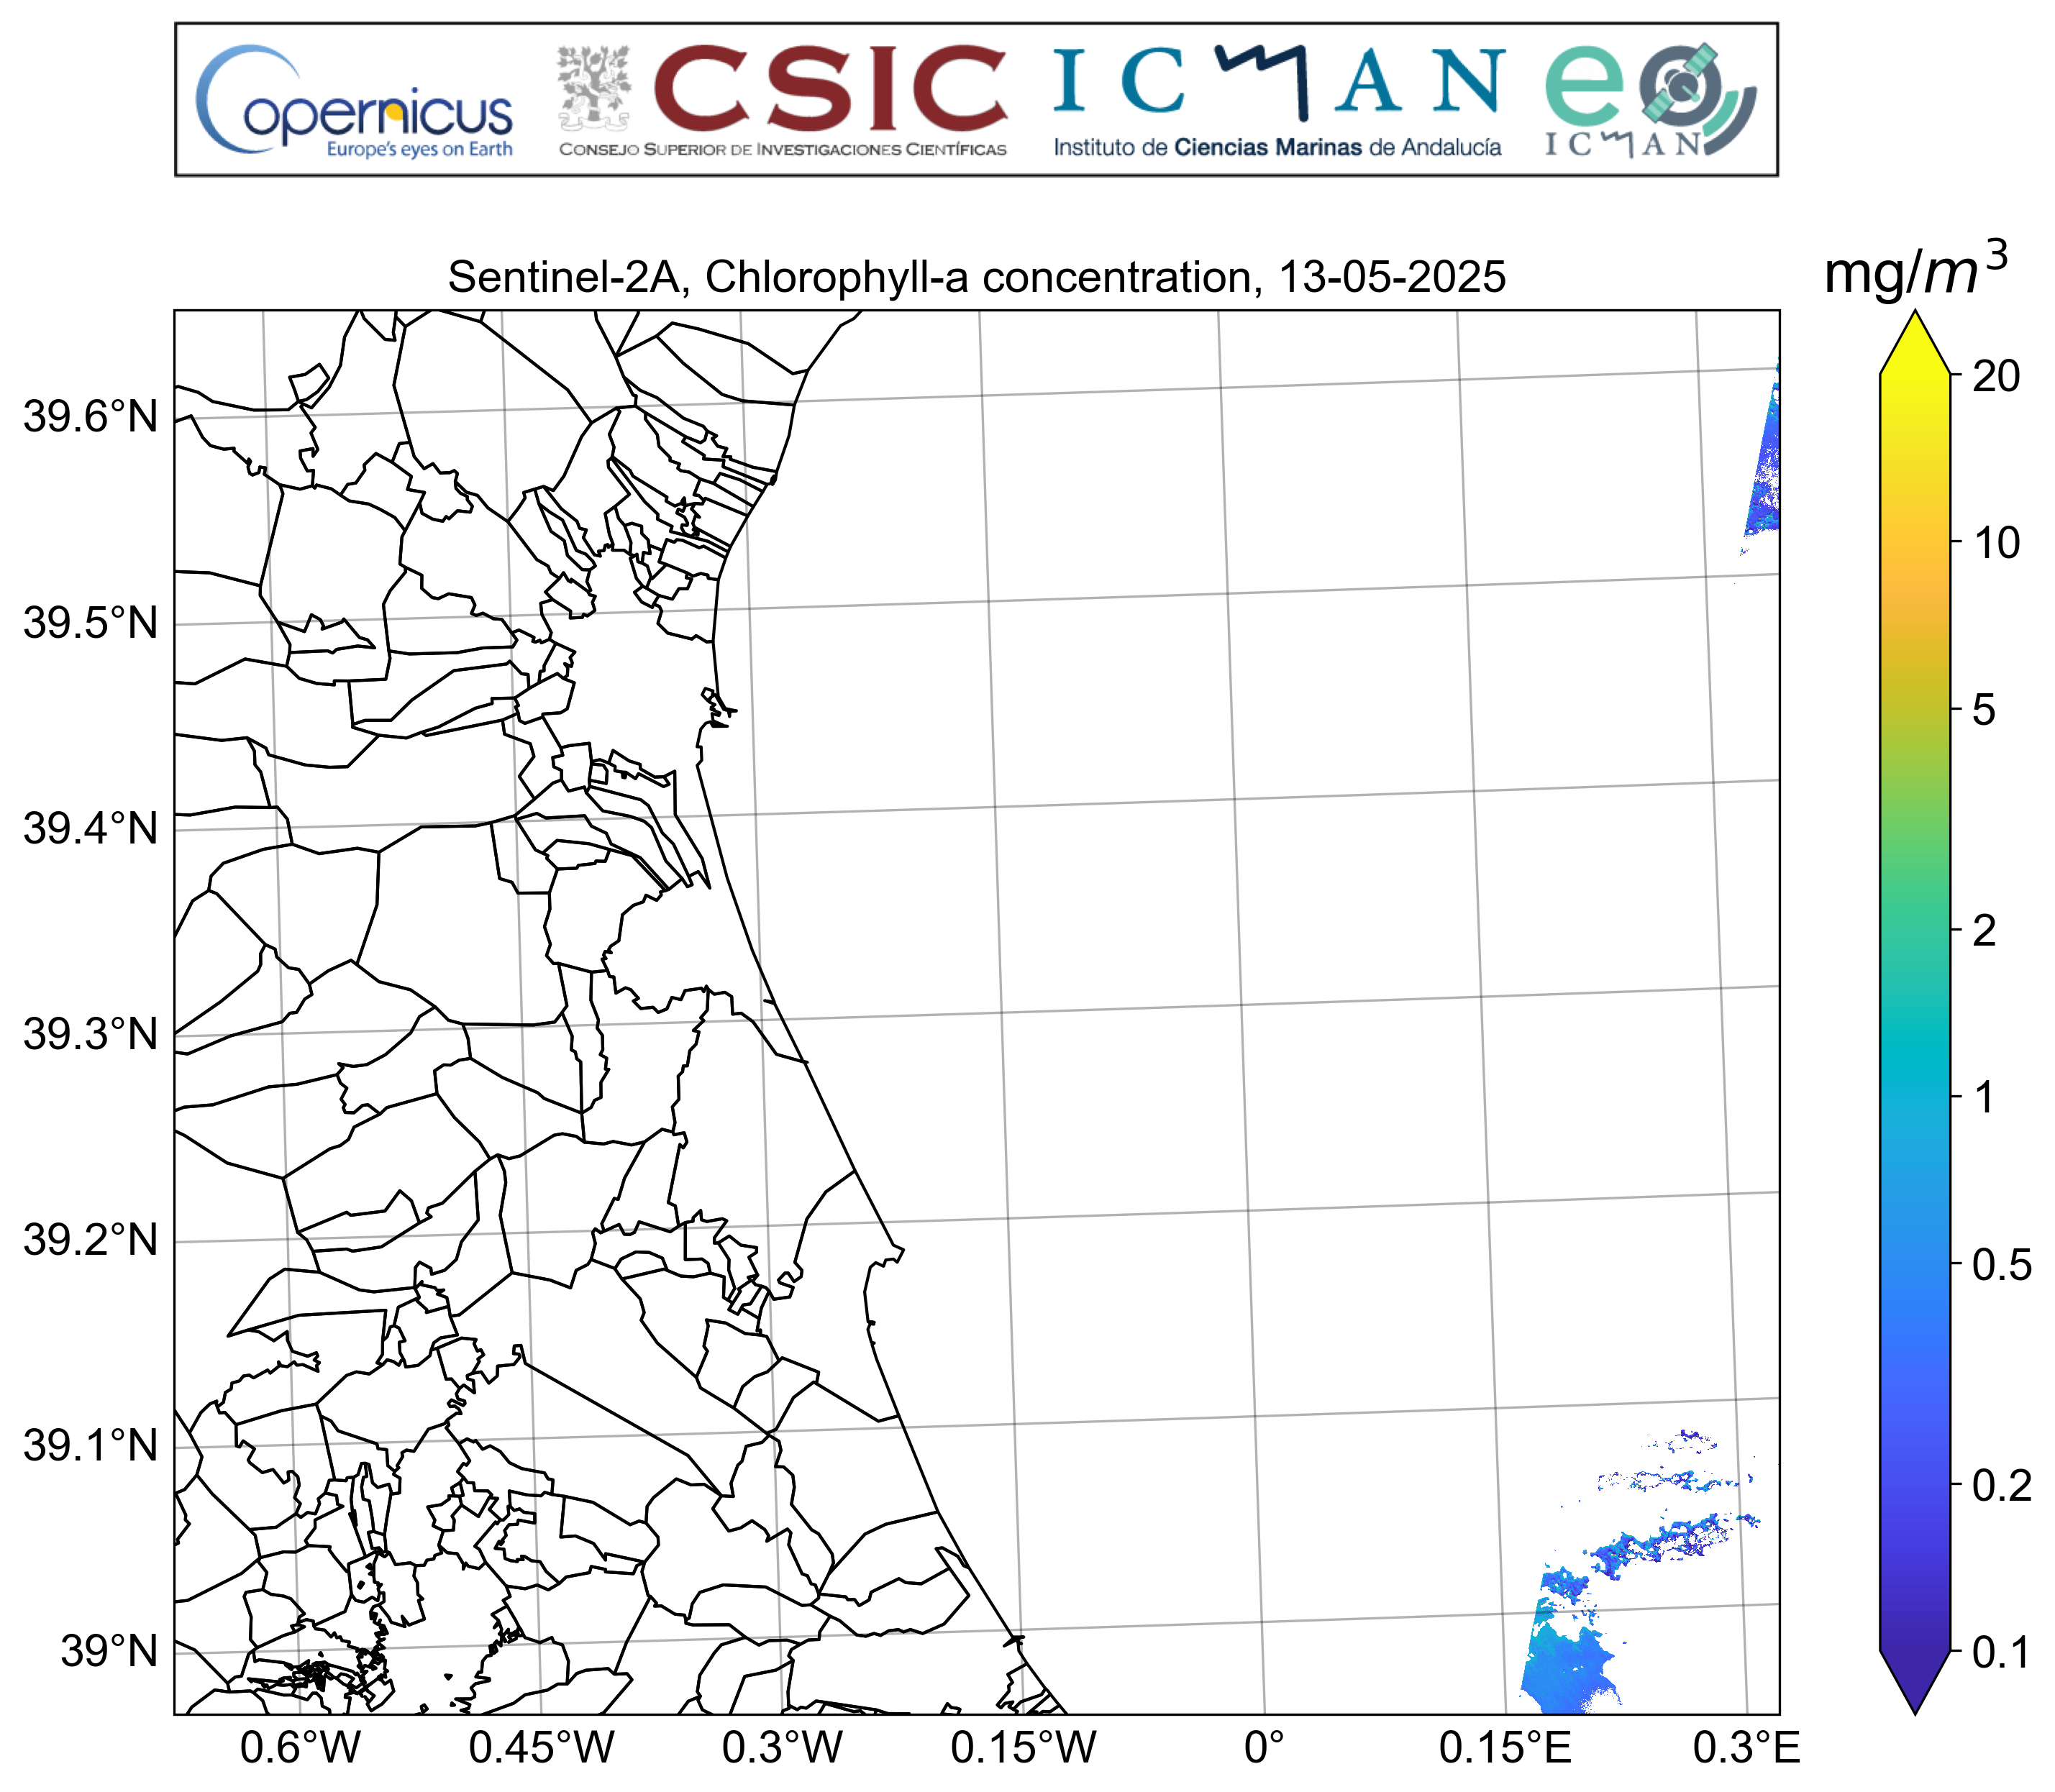 Copernicus
Europe's eyes on Earth
CSIC
CONSEJO SUPERIOR DE INVESTIGACIONES CIENTÍFICAS
ICMAN
Instituto de Ciencias Marinas de Andalucía
eo
ICMAN
Sentinel-2A, Chlorophyll-a concentration, 13-05-2025
mg/m³
39.6°N
39.5°N
39.4°N
39.3°N
39.2°N
39.1°N
39°N
0.6°W 0.45°W 0.3°W 0.15°W 0° 0.15°E 0.3°E
20
10
5
2
1
0.5
0.2
0.1